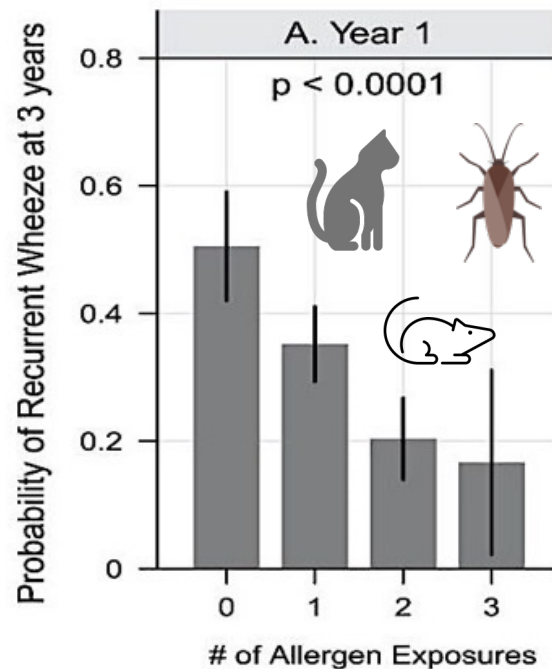 A. Year 1
p < 0.0001
Probability of Recurrent Wheeze at 3 years
0.8
0.6
0.4
0.2
0
0 1 2 3
# of Allergen Exposures